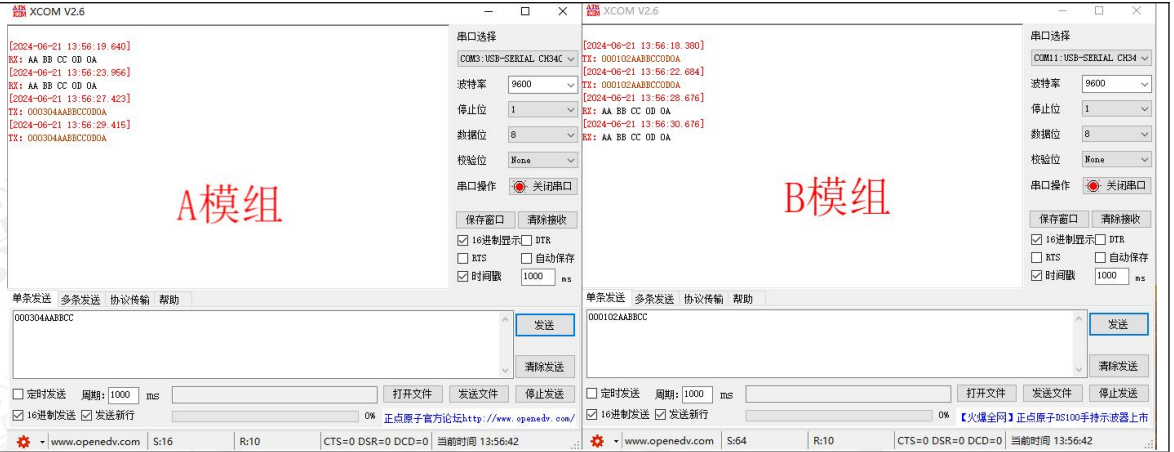 XCOM V2.6
[2024-06-21 13:56:19.640]
RX: AA BB CC 0D 0A
[2024-06-21 13:56:23.956]
RX: AA BB CC 0D 0A
[2024-06-21 13:56:27.423]
TX: 000304AABBCC0D0A
[2024-06-21 13:56:29.415]
TX: 000304AABBCC0D0A
A模组
串口选择
COM3:USB-SERIAL CH34C
波特率 9600
停止位 1
数据位 8
校验位 None
串口操作 关闭串口
保存窗口 清除接收
16进制显示 DTR
RTS 自动保存
时间戳 1000 ms
单条发送 多条发送 协议传输 帮助
000304AABBCC
发送
清除发送
定时发送 周期: 1000 ms 打开文件 发送文件 停止发送
16进制发送 发送新行 0% 正点原子官方论坛http://www.openedv.com/
www.openedv.com S:16 R:10 CTS=0 DSR=0 DCD=0 当前时间 13:56:42
XCOM V2.6
[2024-06-21 13:56:18.380]
TX: 000102AABBCC0D0A
[2024-06-21 13:56:22.684]
TX: 000102AABBCC0D0A
[2024-06-21 13:56:28.676]
RX: AA BB CC 0D 0A
[2024-06-21 13:56:30.676]
RX: AA BB CC 0D 0A
B模组
串口选择
COM11:USB-SERIAL CH34
波特率 9600
停止位 1
数据位 8
校验位 None
串口操作 关闭串口
保存窗口 清除接收
16进制显示 DTR
RTS 自动保存
时间戳 1000 ms
单条发送 多条发送 协议传输 帮助
000102AABBCC
发送
清除发送
定时发送 周期: 1000 ms 打开文件 发送文件 停止发送
16进制发送 发送新行 0% 【火爆全网】正点原子DS100手持示波器上市
www.openedv.com S:64 R:10 CTS=0 DSR=0 DCD=0 当前时间 13:56:42